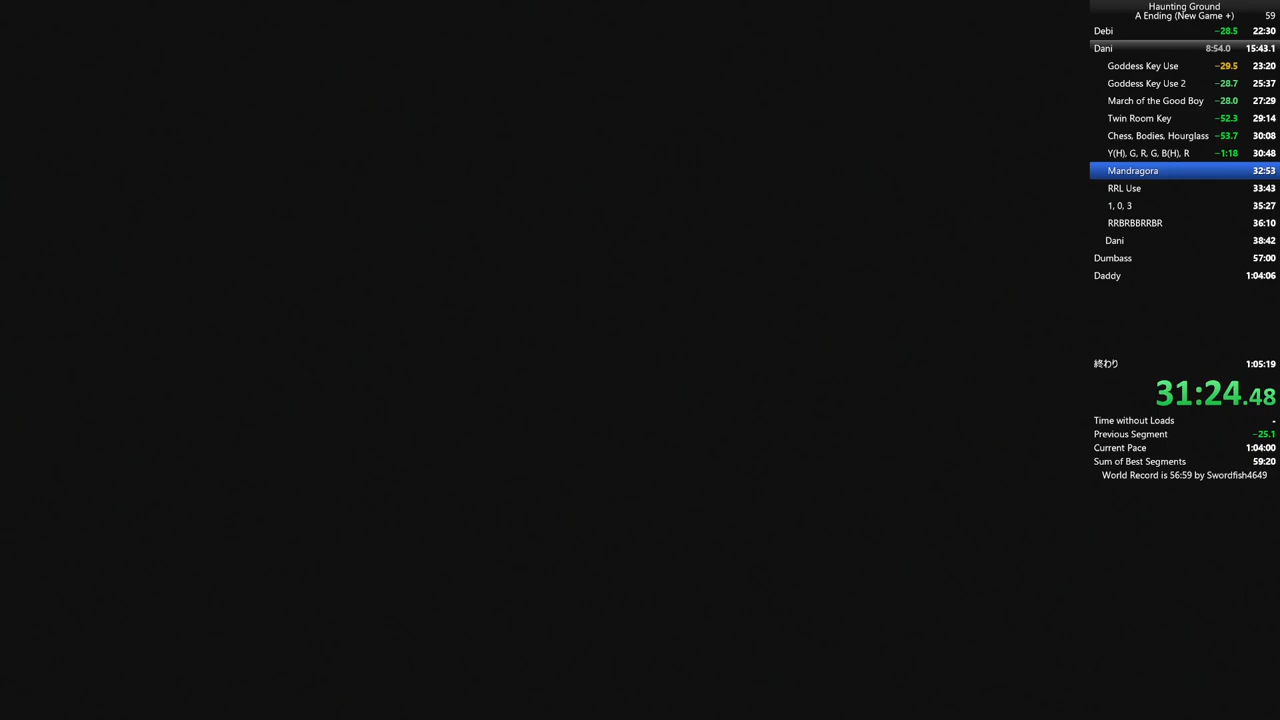 Haunting Ground
A Ending (New Game +) 59
Debi −28.5 22:30
Dani 8:54.0 15:43.1
Goddess Key Use −29.5 23:20
Goddess Key Use 2 −28.7 25:37
March of the Good Boy −28.0 27:29
Twin Room Key −52.3 29:14
Chess, Bodies, Hourglass −53.7 30:08
Y(H), G, R, G, B(H), R −1:18 30:48
Mandragora 32:53
RRL Use 33:43
1, 0, 3 35:27
RRBRBBRRBR 36:10
Dani 38:42
Dumbass 57:00
Daddy 1:04:06
終わり 1:05:19
31:24.48
Time without Loads -
Previous Segment −25.1
Current Pace 1:04:00
Sum of Best Segments 59:20
World Record is 56:59 by Swordfish4649